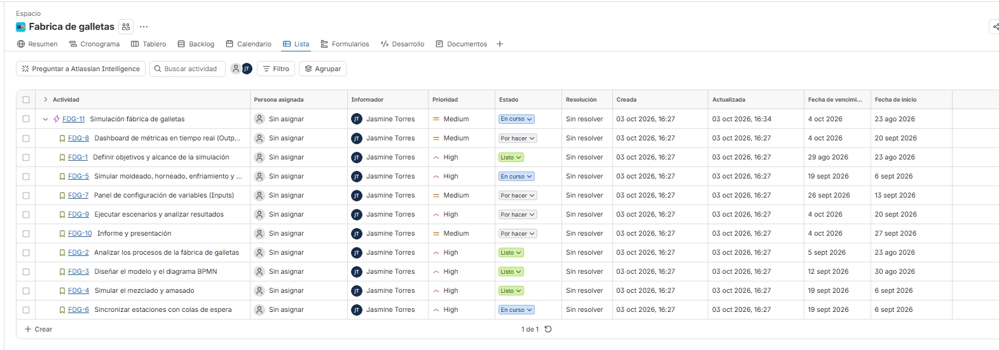 Espacio
Fabrica de galletas
Resumen Cronograma Tablero Backlog Calendario Lista Formularios Desarrollo Documentos
Preguntar a Atlassian Intelligence Buscar actividad JT Filtro Agrupar
Actividad Persona asignada Informador Prioridad Estado Resolución Creada Actualizada Fecha de vencimi... Fecha de inicio
FDG-11 Simulación fábrica de galletas Sin asignar JT Jasmine Torres Medium En curso Sin resolver 03 oct 2026, 16:27 03 oct 2026, 16:34 4 oct 2026 23 ago 2026
FDG-8 Dashboard de métricas en tiempo real (Outp... Sin asignar JT Jasmine Torres Medium Por hacer Sin resolver 03 oct 2026, 16:27 03 oct 2026, 16:27 4 oct 2026 20 sept 2026
FDG-1 Definir objetivos y alcance de la simulación Sin asignar JT Jasmine Torres High Listo Sin resolver 03 oct 2026, 16:27 03 oct 2026, 16:27 29 ago 2026 23 ago 2026
FDG-5 Simular moldeado, horneado, enfriamiento y ... Sin asignar JT Jasmine Torres High En curso Sin resolver 03 oct 2026, 16:27 03 oct 2026, 16:27 19 sept 2026 6 sept 2026
FDG-7 Panel de configuración de variables (Inputs) Sin asignar JT Jasmine Torres Medium Por hacer Sin resolver 03 oct 2026, 16:27 03 oct 2026, 16:27 26 sept 2026 13 sept 2026
FDG-9 Ejecutar escenarios y analizar resultados Sin asignar JT Jasmine Torres High Por hacer Sin resolver 03 oct 2026, 16:27 03 oct 2026, 16:27 4 oct 2026 20 sept 2026
FDG-10 Informe y presentación Sin asignar JT Jasmine Torres Medium Por hacer Sin resolver 03 oct 2026, 16:27 03 oct 2026, 16:27 4 oct 2026 27 sept 2026
FDG-2 Analizar los procesos de la fábrica de galletas Sin asignar JT Jasmine Torres High Listo Sin resolver 03 oct 2026, 16:27 03 oct 2026, 16:27 5 sept 2026 23 ago 2026
FDG-3 Diseñar el modelo y el diagrama BPMN Sin asignar JT Jasmine Torres High Listo Sin resolver 03 oct 2026, 16:27 03 oct 2026, 16:27 12 sept 2026 30 ago 2026
FDG-4 Simular el mezclado y amasado Sin asignar JT Jasmine Torres High Listo Sin resolver 03 oct 2026, 16:27 03 oct 2026, 16:27 19 sept 2026 6 sept 2026
FDG-6 Sincronizar estaciones con colas de espera Sin asignar JT Jasmine Torres High En curso Sin resolver 03 oct 2026, 16:27 03 oct 2026, 16:27 19 sept 2026 6 sept 2026
Crear 1 de 1